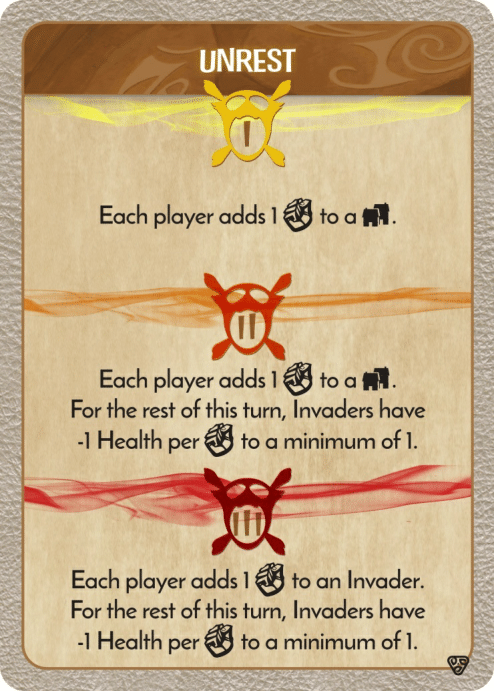 UNREST
I
Each player adds 1 to a .
II
Each player adds 1 to a .
For the rest of this turn, Invaders have
-1 Health per to a minimum of 1.
III
Each player adds 1 to an Invader.
For the rest of this turn, Invaders have
-1 Health per to a minimum of 1.